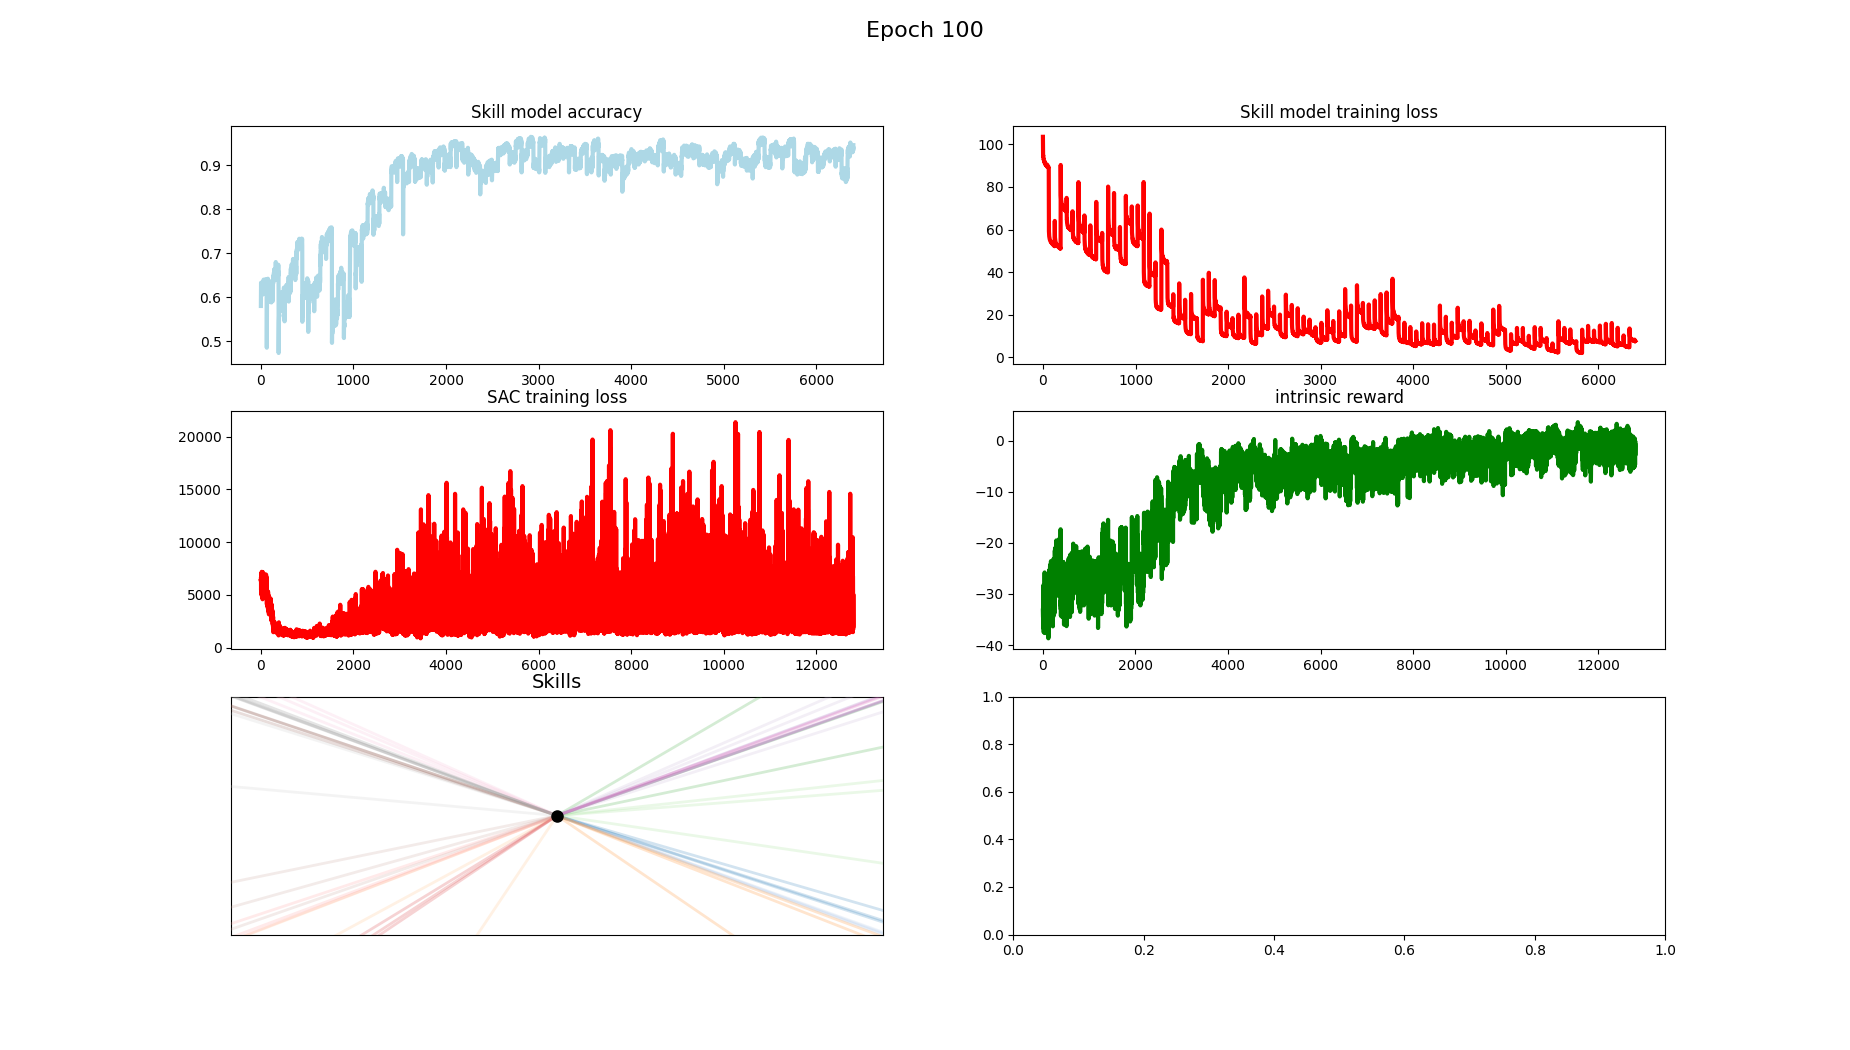 Epoch 100
Skill model accuracy
0.9
0.8
0.7
0.6
0.5
0 1000 2000 3000 4000 5000 6000
Skill model training loss
100
80
60
40
20
0
0 1000 2000 3000 4000 5000 6000
SAC training loss
20000
15000
10000
5000
0
0 2000 4000 6000 8000 10000 12000
intrinsic reward
0
−10
−20
−30
−40
0 2000 4000 6000 8000 10000 12000
Skills
1.0
0.8
0.6
0.4
0.2
0.0
0.0 0.2 0.4 0.6 0.8 1.0